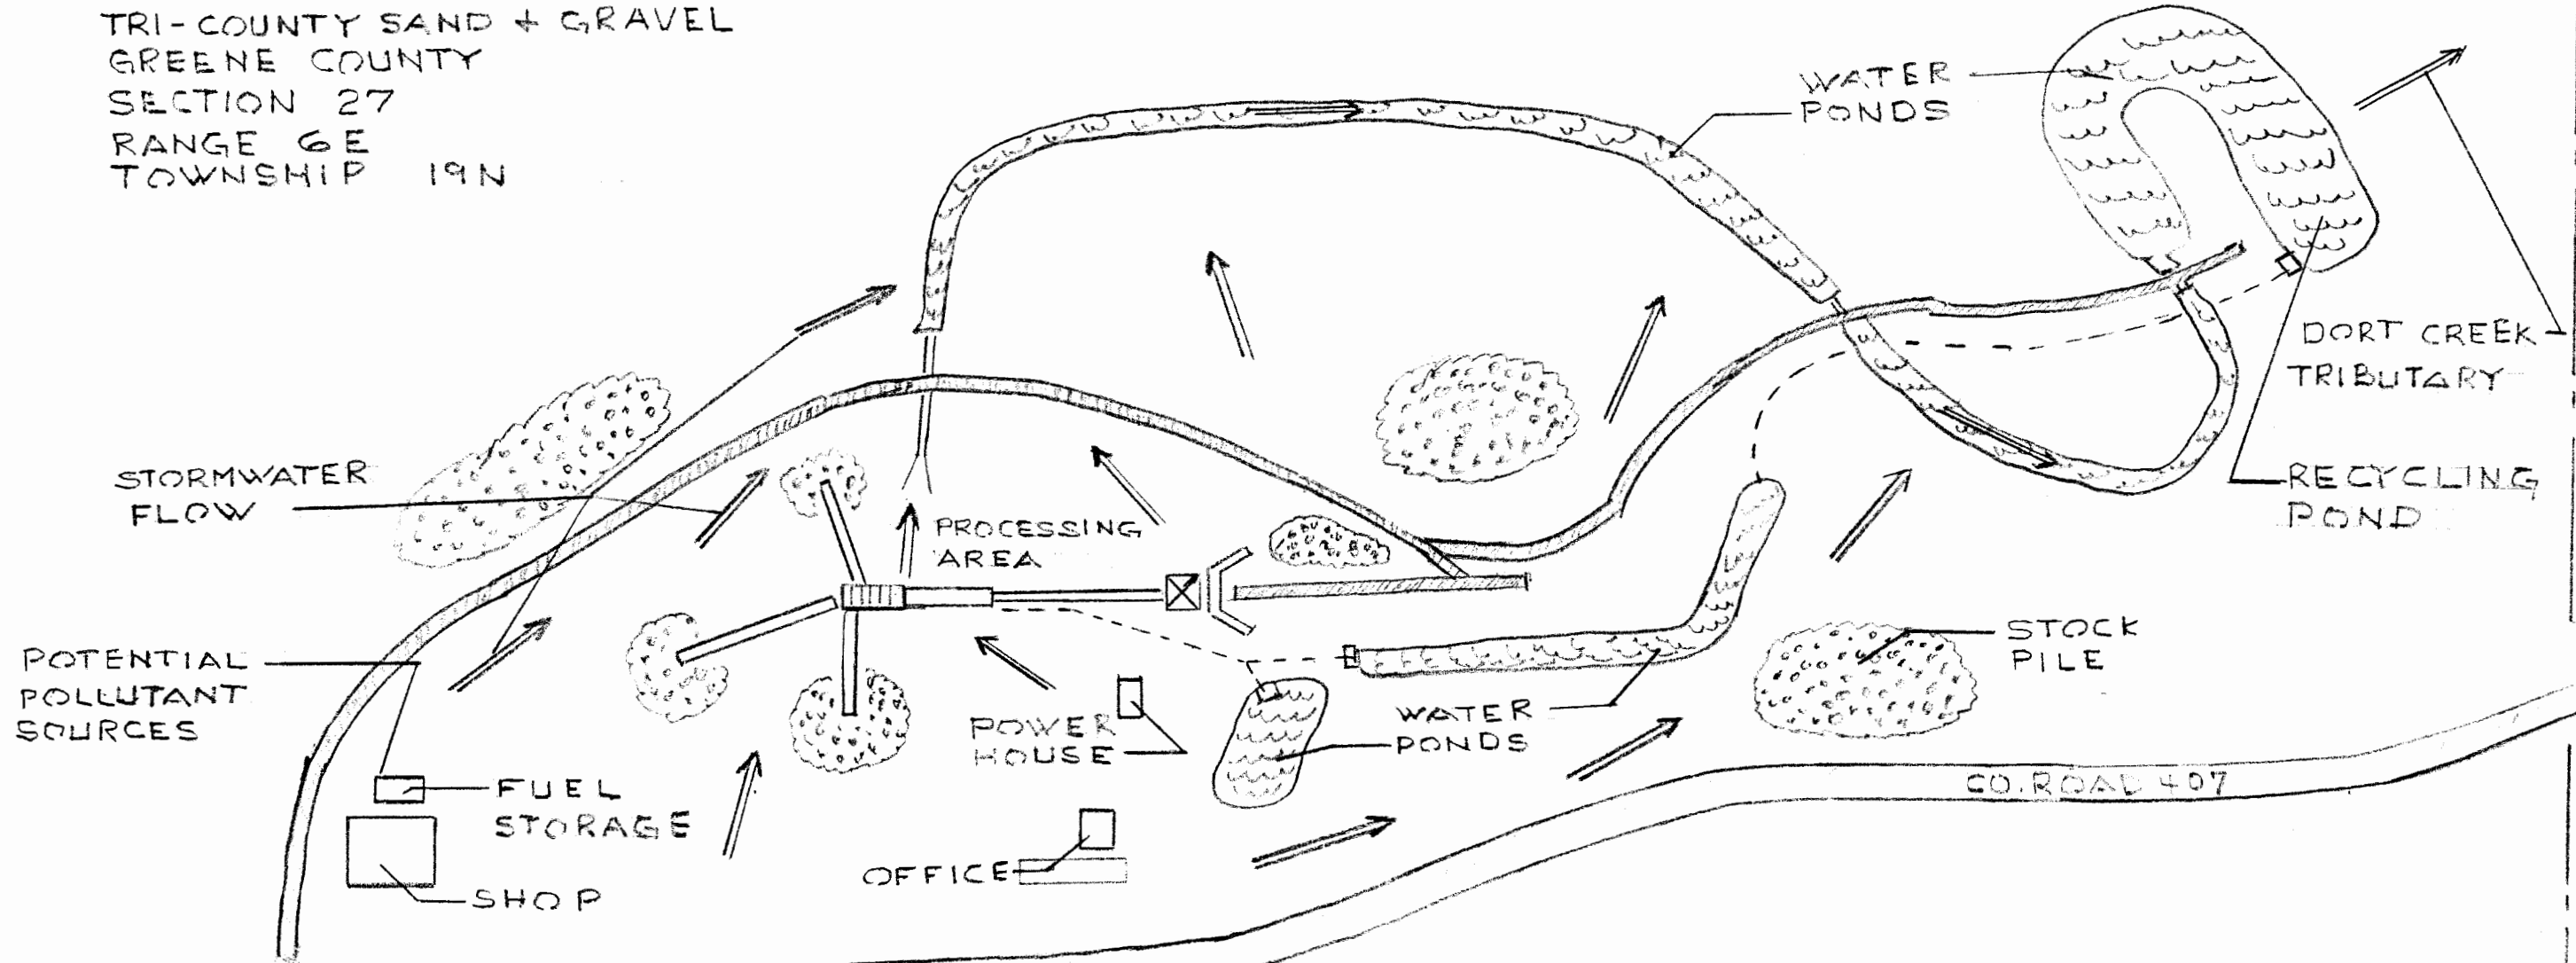 TRI-COUNTY SAND + GRAVEL
GREENE COUNTY
SECTION 27
RANGE 6E
TOWNSHIP 19N
WATER
PONDS
STORMWATER
FLOW
PROCESSING
AREA
DORT CREEK
TRIBUTARY
RECYCLING
POND
POTENTIAL
POLLUTANT
SOURCES
STOCK
PILE
POWER
HOUSE
WATER
PONDS
FUEL
STORAGE
CO. ROAD 407
OFFICE
SHOP